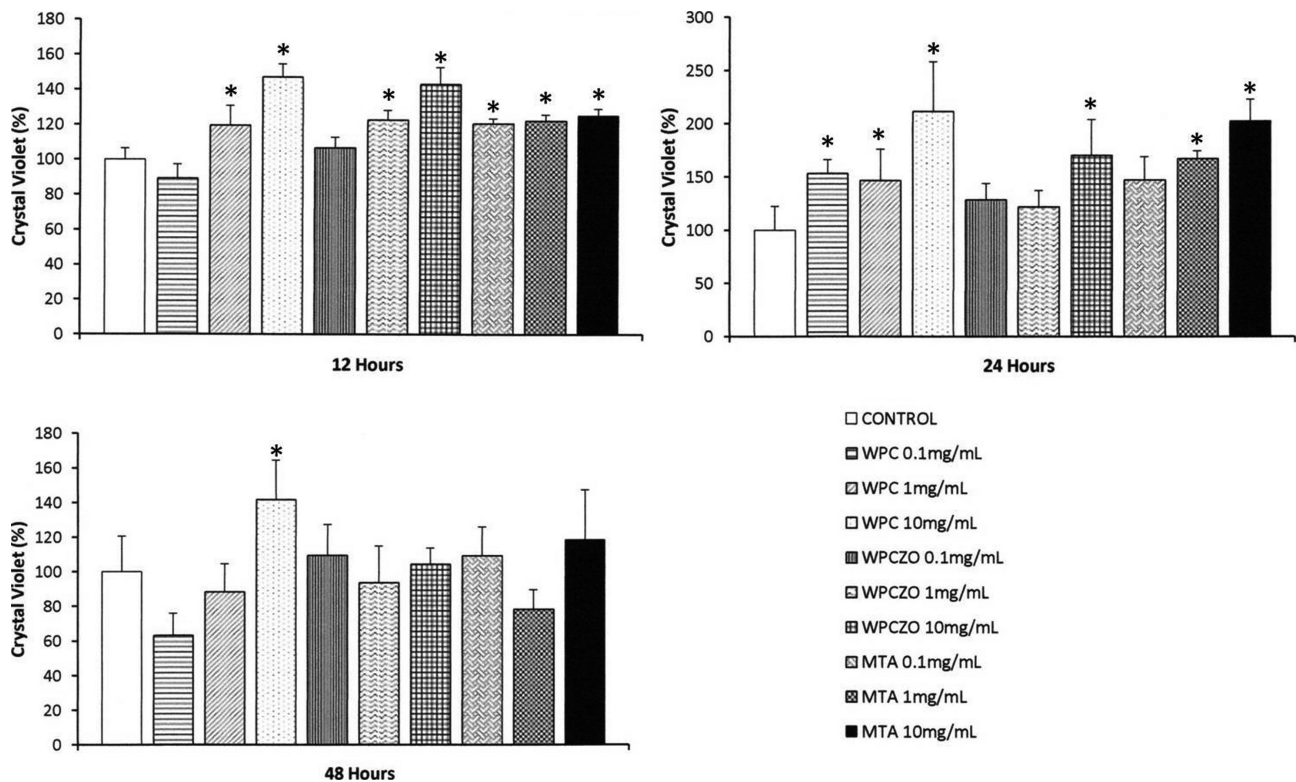 180
160
140
120
100
80
60
40
20
0
Crystal Violet (%)
*
*
*
*
*
*
*
12 Hours
300
250
200
150
100
50
0
Crystal Violet (%)
*
*
*
*
*
*
24 Hours
180
160
140
120
100
80
60
40
20
0
Crystal Violet (%)
*
48 Hours
CONTROL
WPC 0.1mg/mL
WPC 1mg/mL
WPC 10mg/mL
WPCZO 0.1mg/mL
WPCZO 1mg/mL
WPCZO 10mg/mL
MTA 0.1mg/mL
MTA 1mg/mL
MTA 10mg/mL